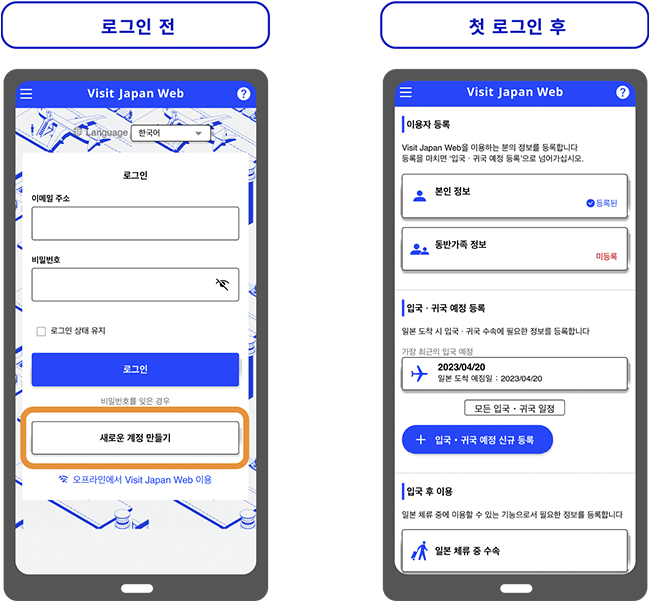 로그인 전
Visit Japan Web
?
Language
한국어
로그인
이메일 주소
비밀번호
로그인 상태 유지
로그인
비밀번호를 잊은 경우
새로운 계정 만들기
오프라인에서 Visit Japan Web 이용
첫 로그인 후
Visit Japan Web
?
이용자 등록
Visit Japan Web을 이용하는 분의 정보를 등록합니다
등록을 마치면 '입국 · 귀국 예정 등록'으로 넘어가십시오.
본인 정보
등록된
동반가족 정보
미등록
입국 · 귀국 예정 등록
일본 도착 시 입국 · 귀국 수속에 필요한 정보를 등록합니다
가장 최근의 입국 예정
2023/04/20
일본 도착 예정일 : 2023/04/20
모든 입국 · 귀국 일정
+ 입국 · 귀국 예정 신규 등록
입국 후 이용
일본 체류 중에 이용할 수 있는 기능으로서 필요한 정보를 등록합니다
일본 체류 중 수속